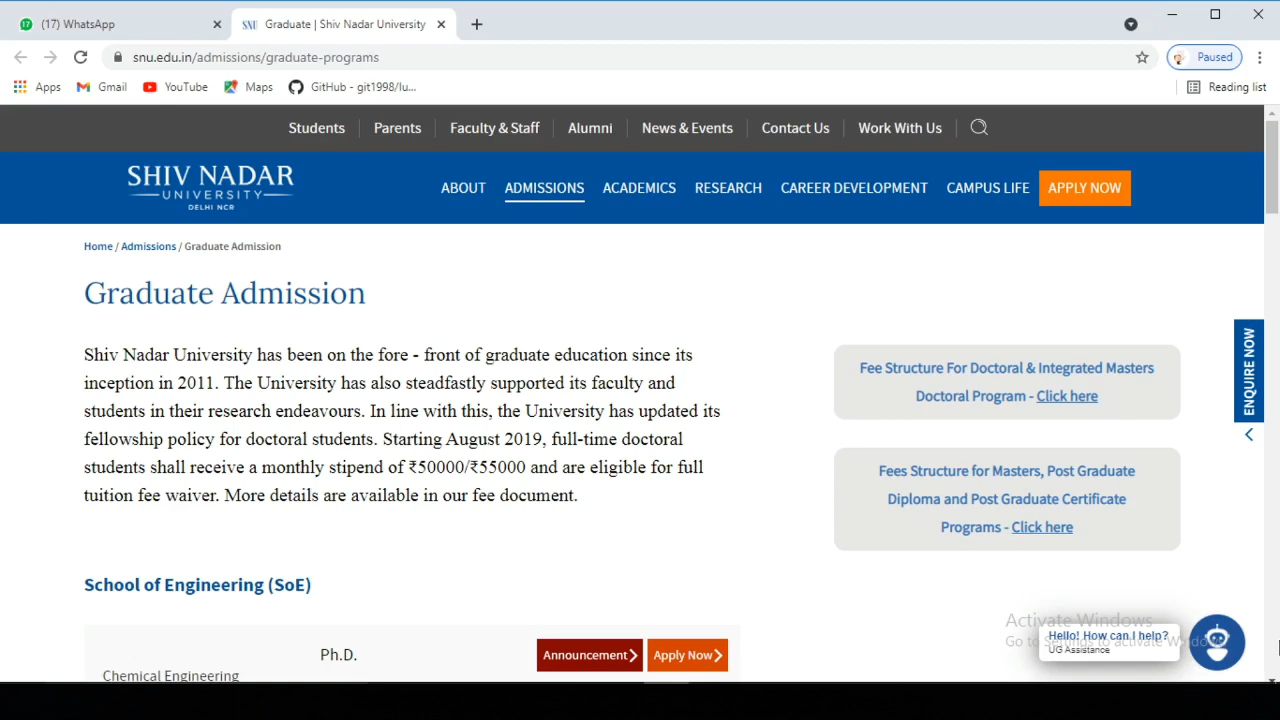 17
(17) WhatsApp
SNU
Graduate | Shiv Nadar University
snu.edu.in/admissions/graduate-programs
Paused
Apps
Gmail
YouTube
Maps
GitHub - git1998/lu...
Reading list
Students
Parents
Faculty & Staff
Alumni
News & Events
Contact Us
Work With Us
SHIV NADAR
UNIVERSITY
DELHI NCR
ABOUT
ADMISSIONS
ACADEMICS
RESEARCH
CAREER DEVELOPMENT
CAMPUS LIFE
APPLY NOW
Home / Admissions / Graduate Admission
Graduate Admission
Shiv Nadar University has been on the fore - front of graduate education since its
inception in 2011. The University has also steadfastly supported its faculty and
students in their research endeavours. In line with this, the University has updated its
fellowship policy for doctoral students. Starting August 2019, full-time doctoral
students shall receive a monthly stipend of ₹50000/₹55000 and are eligible for full
tuition fee waiver. More details are available in our fee document.
Fee Structure For Doctoral & Integrated Masters
Doctoral Program - Click here
Fees Structure for Masters, Post Graduate
Diploma and Post Graduate Certificate
Programs - Click here
ENQUIRE NOW
School of Engineering (SoE)
Ph.D.
Announcement
Apply Now
Chemical Engineering
Activate Windows
Go to Settings to activate Windows.
Hello! How can I help?
UG Assistance